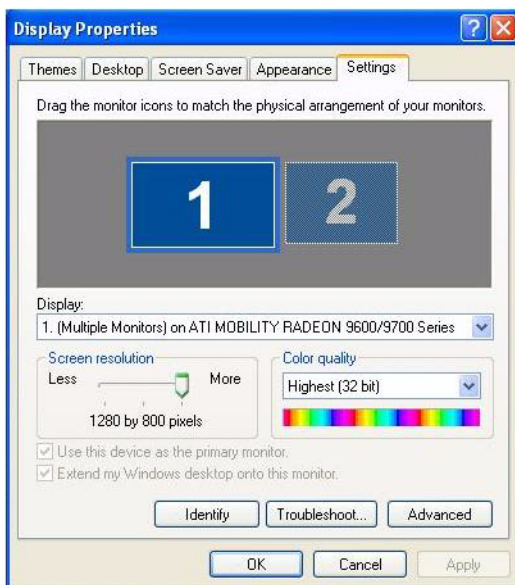 Display Properties
Themes Desktop Screen Saver Appearance Settings
Drag the monitor icons to match the physical arrangement of your monitors.
1 2
Display:
1. (Multiple Monitors) on ATI MOBILITY RADEON 9600/9700 Series
Screen resolution
Less More
1280 by 800 pixels
Color quality
Highest (32 bit)
Use this device as the primary monitor.
Extend my Windows desktop onto this monitor.
Identify Troubleshoot... Advanced
OK Cancel Apply